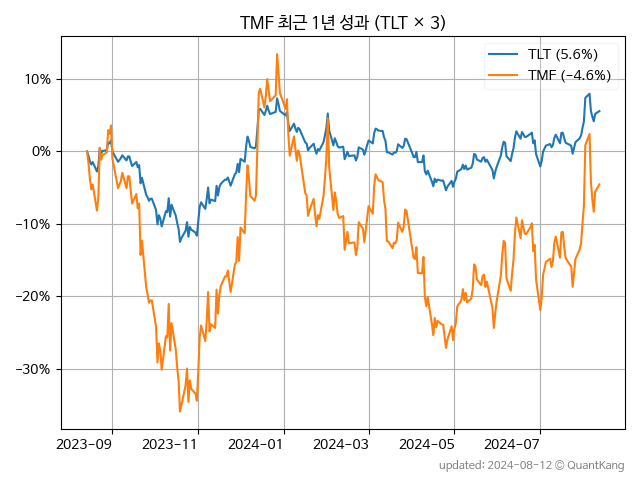 TMF 최근 1년 성과 (TLT × 3)
TLT (5.6%)
TMF (−4.6%)
10%
0%
−10%
−20%
−30%
2023-09
2023-11
2024-01
2024-03
2024-05
2024-07
updated: 2024-08-12 © QuantKang